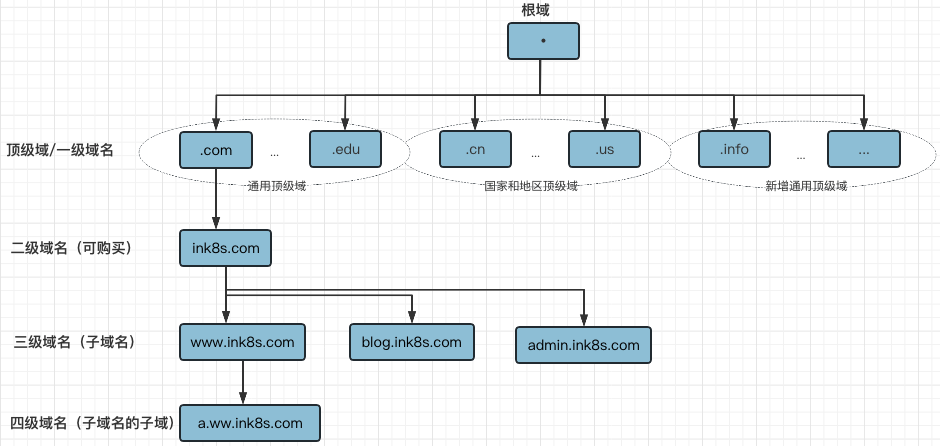 根域
.
顶级域/一级域名
.com
...
.edu
.cn
...
.us
.info
...
...
通用顶级域
国家和地区顶级域
新增通用顶级域
二级域名（可购买）
ink8s.com
三级域名（子域名）
www.ink8s.com
blog.ink8s.com
admin.ink8s.com
四级域名（子域名的子域）
a.ww.ink8s.com